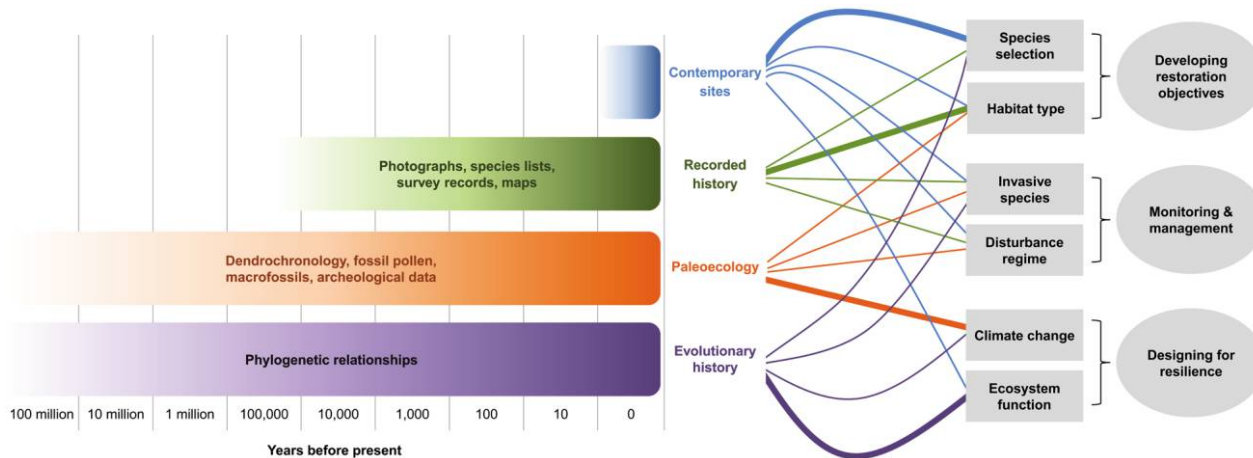 Contemporary
sites
Photographs, species lists,
survey records, maps
Recorded
history
Dendrochronology, fossil pollen,
macrofossils, archeological data
Paleoecology
Phylogenetic relationships
Evolutionary
history
100 million
10 million
1 million
100,000
10,000
1,000
100
10
0
Years before present
Species
selection
Habitat type
Invasive
species
Disturbance
regime
Climate change
Ecosystem
function
Developing
restoration
objectives
Monitoring &
management
Designing for
resilience